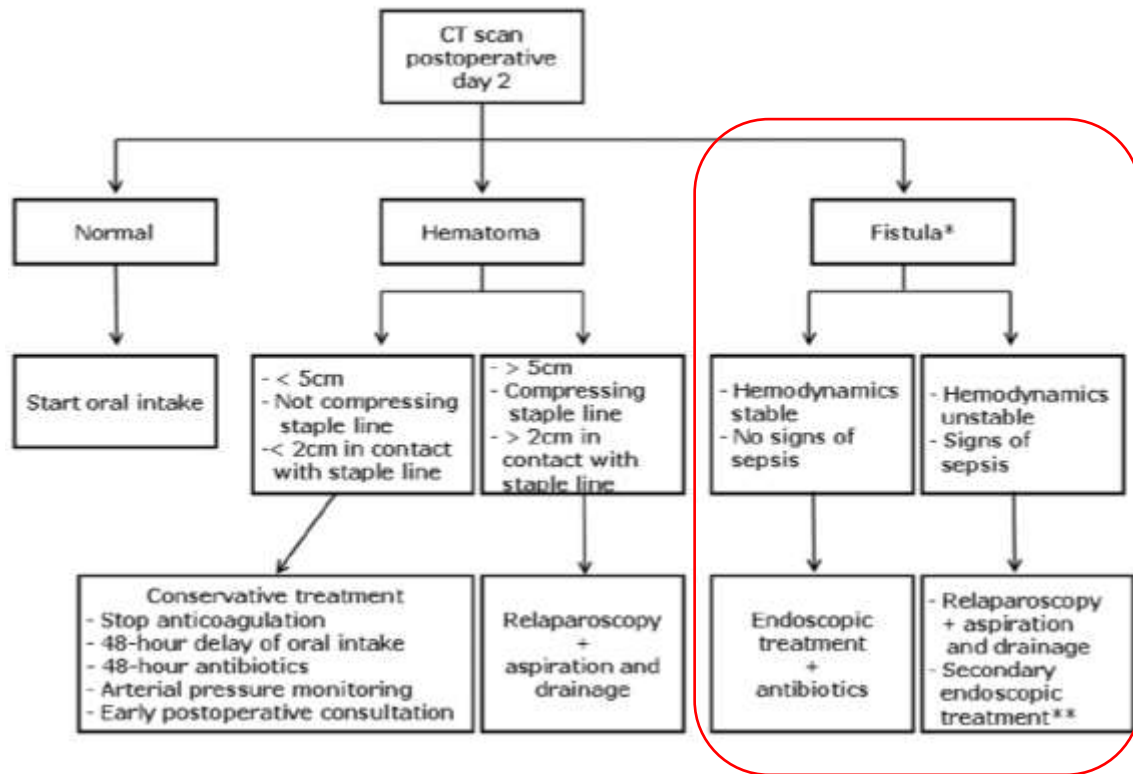 CT scan
postoperative
day 2
Normal
Hematoma
Fistula*
Start oral intake
- < 5cm
- Not compressing
staple line
-< 2cm in contact
with staple line
- > 5cm
- Compressing
staple line
- > 2cm in
contact with
staple line
- Hemodynamics
stable
- No signs of
sepsis
- Hemodynamics
unstable
- Signs of
sepsis
Conservative treatment
- Stop anticoagulation
- 48-hour delay of oral intake
- 48-hour antibiotics
- Arterial pressure monitoring
- Early postoperative consultation
Relaparoscopy
+
aspiration and
drainage
Endoscopic
treatment
+
antibiotics
- Relaparoscopy
+ aspiration
and drainage
- Secondary
endoscopic
treatment**